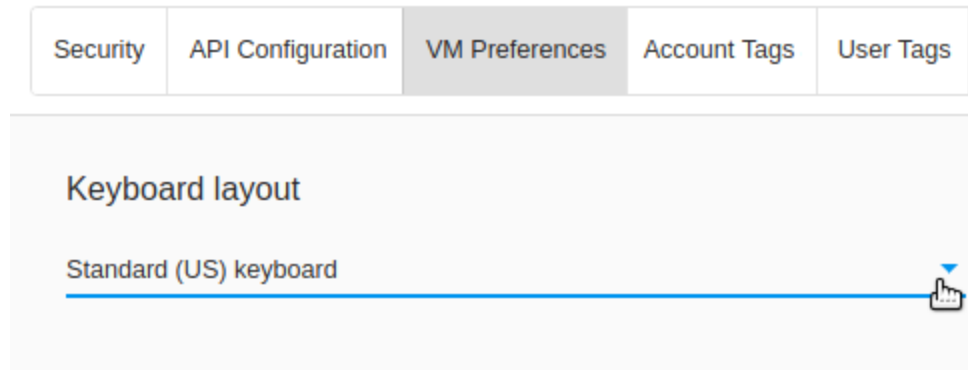 Security API Configuration VM Preferences Account Tags User Tags
Keyboard layout
Standard (US) keyboard